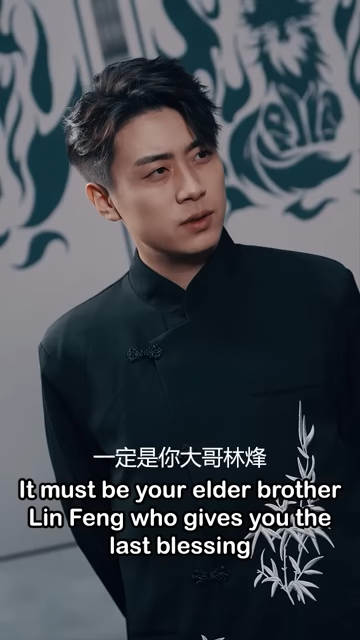 一定是你大哥林烽
It must be your elder brother
Lin Feng who gives you the
last blessing